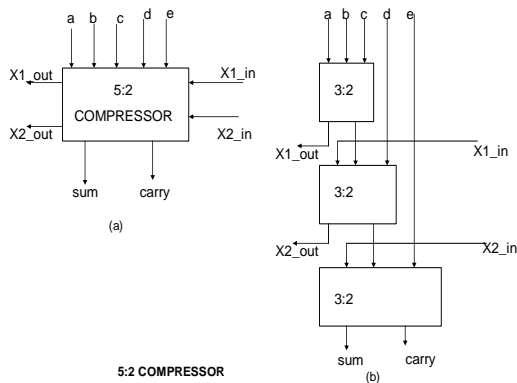 a b c d e
X1_out
X1_in
5:2
COMPRESSOR
X2_out
X2_in
sum
carry
(a)
a b c d e
3:2
X1_out
X1_in
3:2
X2_out
X2_in
3:2
sum
carry
(b)
5:2 COMPRESSOR